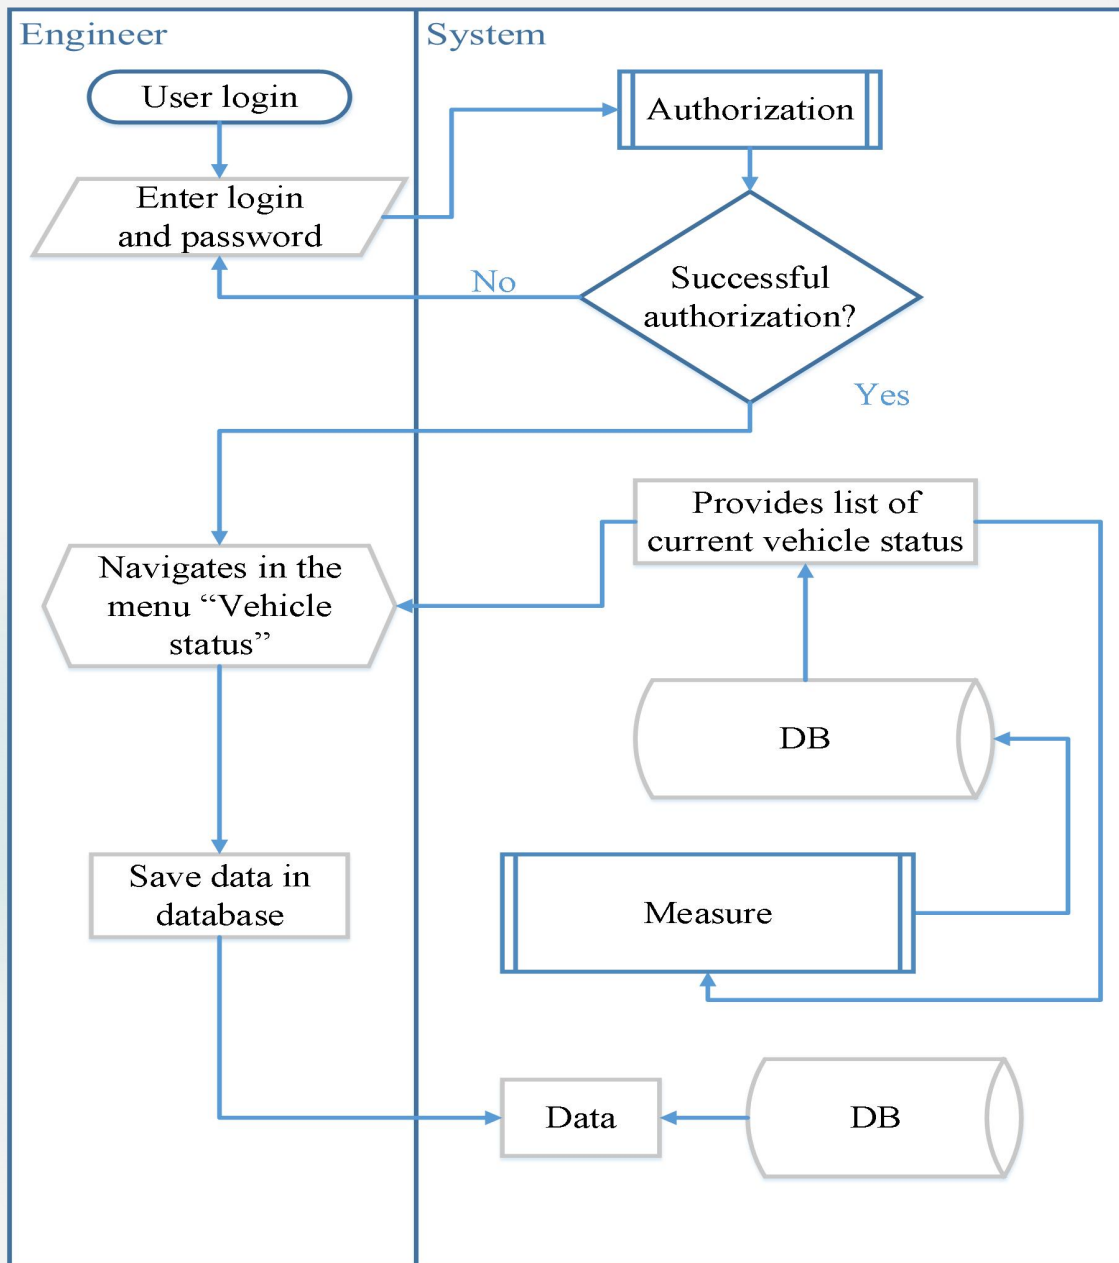 Engineer
System
User login
Authorization
Enter login
and password
No
Successful
authorization?
Yes
Provides list of
current vehicle status
Navigates in the
menu “Vehicle
status”
DB
Save data in
database
Measure
Data
DB